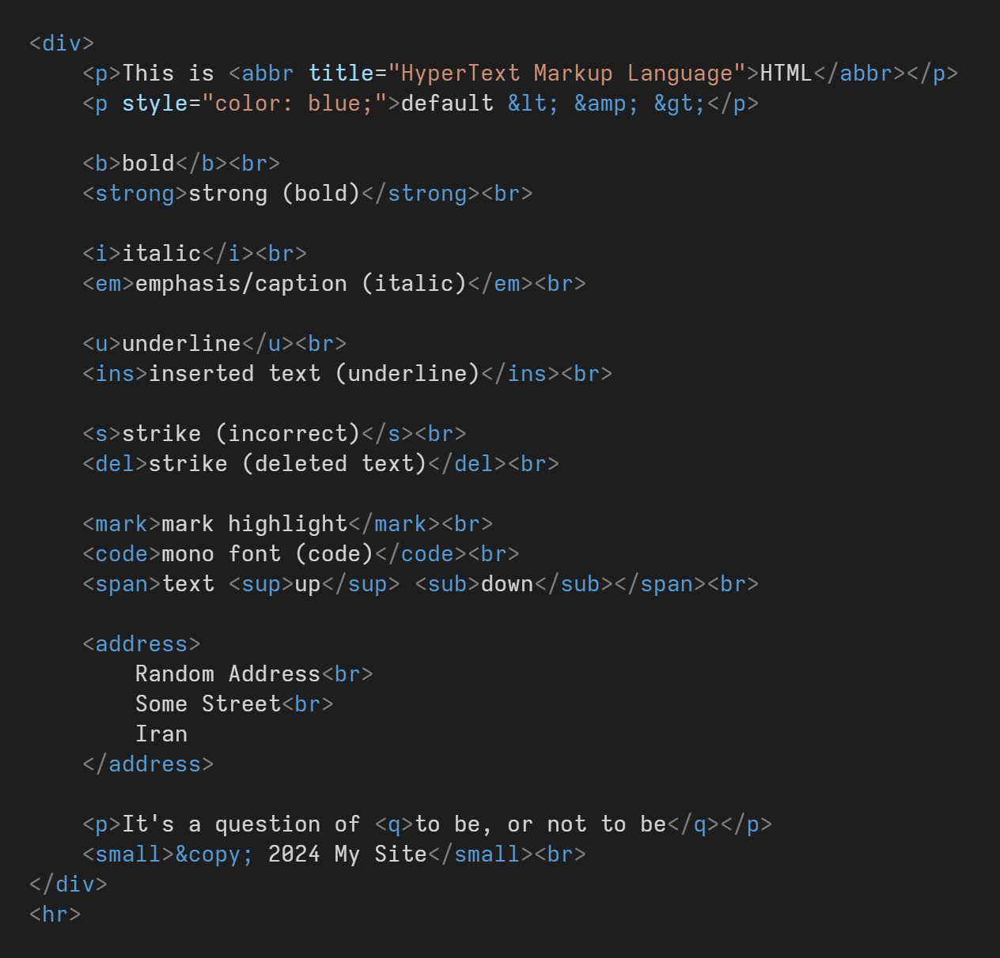 <div>
    <p>This is <abbr title="HyperText Markup Language">HTML</abbr></p>
    <p style="color: blue;">default &lt; &amp; &gt;</p>

    <b>bold</b><br>
    <strong>strong (bold)</strong><br>

    <i>italic</i><br>
    <em>emphasis/caption (italic)</em><br>

    <u>underline</u><br>
    <ins>inserted text (underline)</ins><br>

    <s>strike (incorrect)</s><br>
    <del>strike (deleted text)</del><br>

    <mark>mark highlight</mark><br>
    <code>mono font (code)</code><br>
    <span>text <sup>up</sup> <sub>down</sub></span><br>

    <address>
        Random Address<br>
        Some Street<br>
        Iran
    </address>

    <p>It's a question of <q>to be, or not to be</q></p>
    <small>&copy; 2024 My Site</small><br>
</div>
<hr>